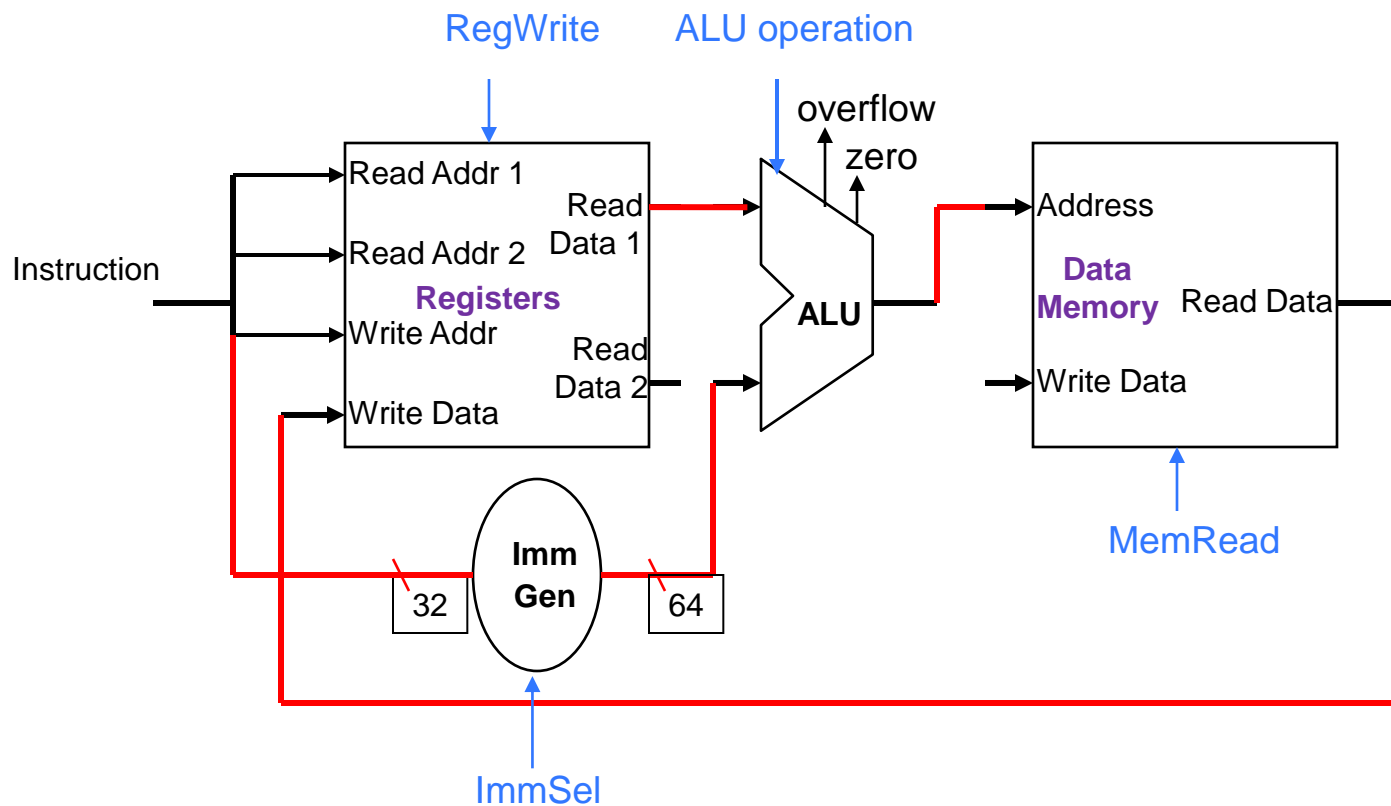 RegWrite
ALU operation
overflow
zero
Read Addr 1
Read
Data 1
Read Addr 2
Registers
Instruction
Write Addr
Read
Data 2
Write Data
ALU
Address
Data
Memory
Read Data
Write Data
MemRead
Imm
Gen
32
64
ImmSel